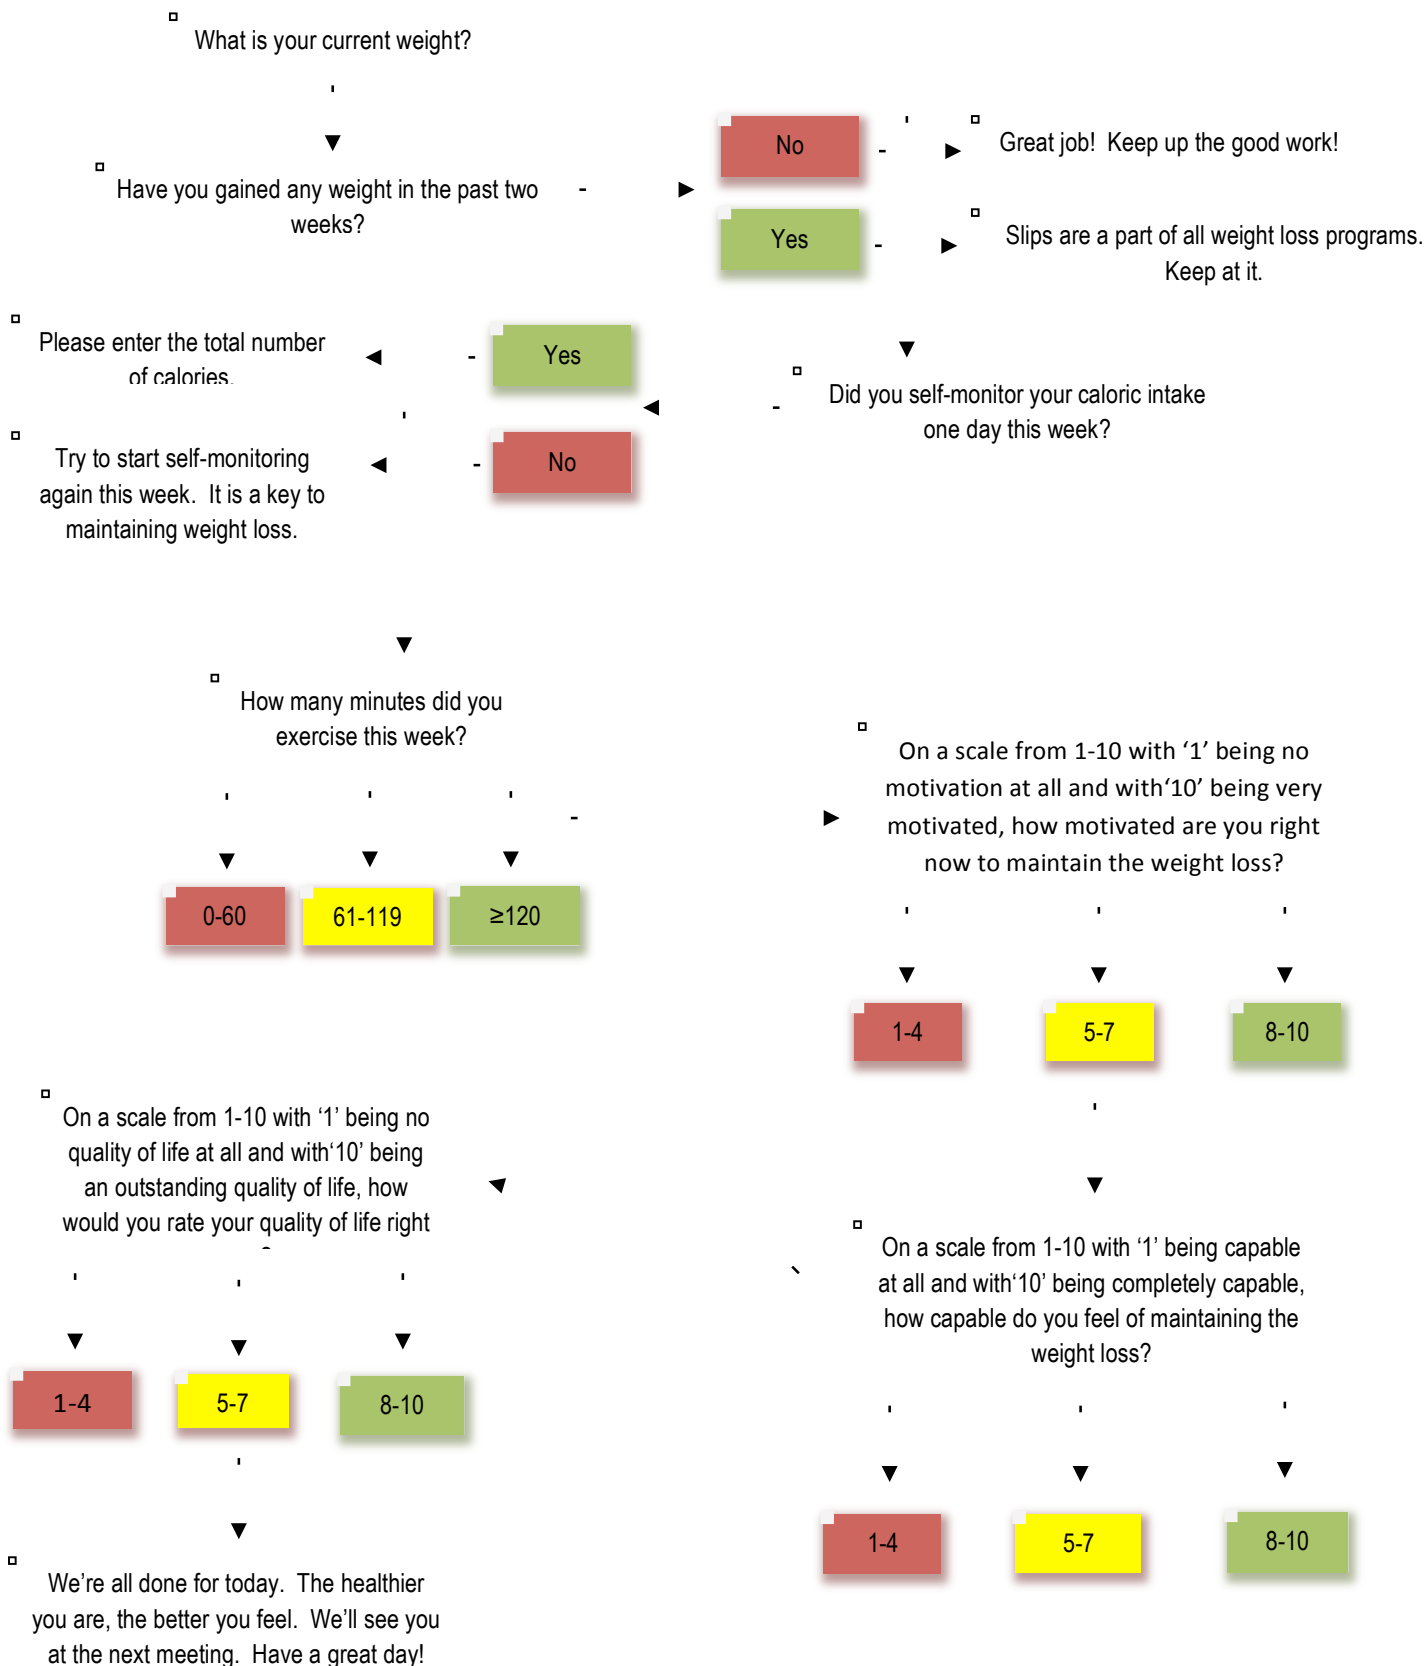 What is your current weight?
Have you gained any weight in the past two
weeks?
No
Great job!  Keep up the good work!
Yes
Slips are a part of all weight loss programs.
Keep at it.
Did you self-monitor your caloric intake
one day this week?
Yes
Please enter the total number
of calories.
No
Try to start self-monitoring
again this week.  It is a key to
maintaining weight loss.
How many minutes did you
exercise this week?
0-60
61-119
≥120
On a scale from 1-10 with ‘1’ being no
motivation at all and with‘10’ being very
motivated, how motivated are you right
now to maintain the weight loss?
1-4
5-7
8-10
On a scale from 1-10 with ‘1’ being capable
at all and with‘10’ being completely capable,
how capable do you feel of maintaining the
weight loss?
1-4
5-7
8-10
On a scale from 1-10 with ‘1’ being no
quality of life at all and with‘10’ being
an outstanding quality of life, how
would you rate your quality of life right
1-4
5-7
8-10
We’re all done for today.  The healthier
you are, the better you feel.  We’ll see you
at the next meeting.  Have a great day!